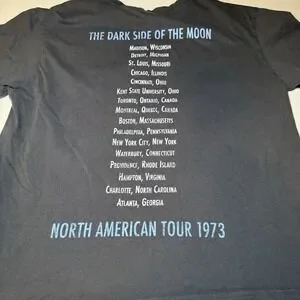 THE DARK SIDE OF THE MOON
MADISON, WISCONSIN
DETROIT, MICHIGAN
ST. LOUIS, MISSOURI
CHICAGO, ILLINOIS
CINCINNATI, OHIO
KENT STATE UNIVERSITY, OHIO
TORONTO, ONTARIO, CANADA
MONTREAL, QUEBEC, CANADA
BOSTON, MASSACHUSETTS
PHILADELPHIA, PENNSYLVANIA
NEW YORK CITY, NEW YORK
WATERBURY, CONNECTICUT
PROVIDENCE, RHODE ISLAND
HAMPTON, VIRGINIA
CHARLOTTE, NORTH CAROLINA
ATLANTA, GEORGIA
NORTH AMERICAN TOUR 1973